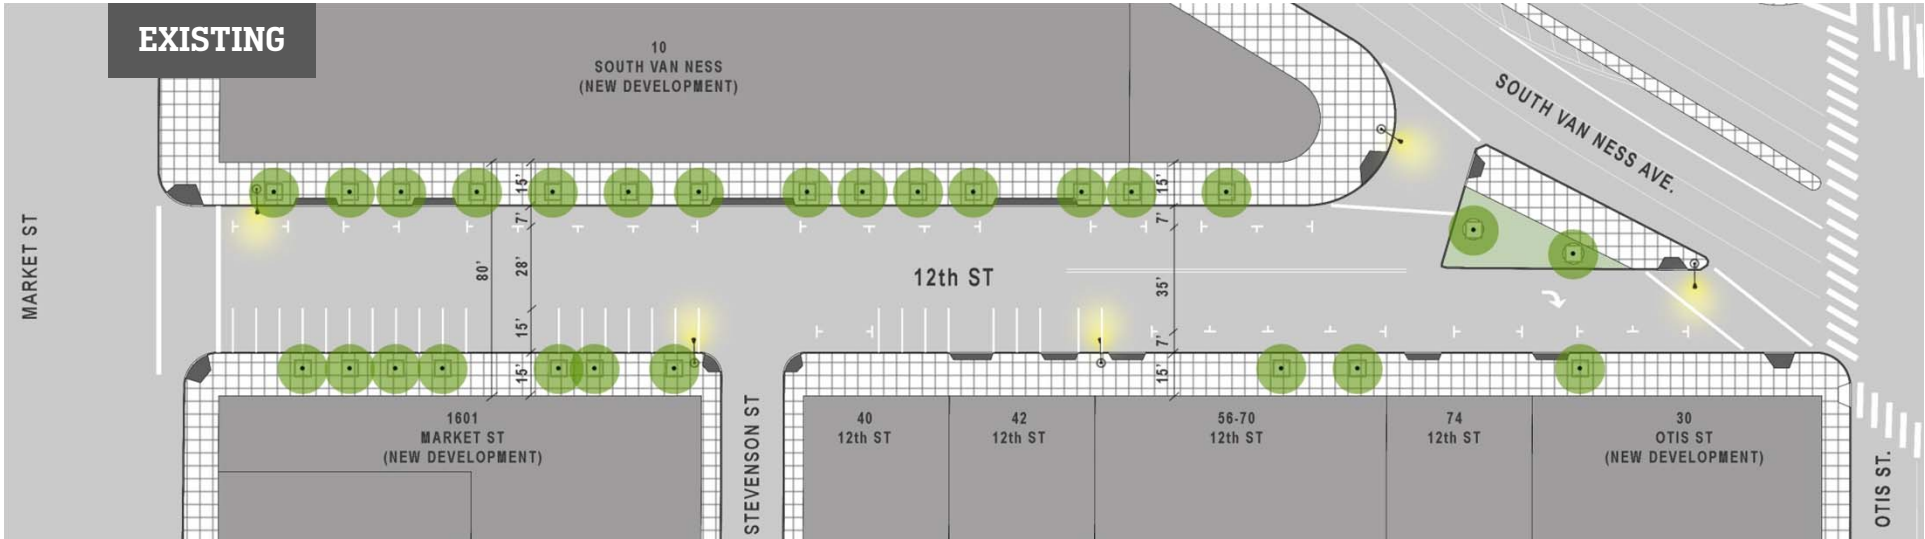 EXISTING
10
SOUTH VAN NESS
(NEW DEVELOPMENT)
SOUTH VAN NESS AVE.
MARKET ST
15'
7'
80'
28'
15'
15'
12th ST
15'
7'
35'
7'
15'
1601
MARKET ST
(NEW DEVELOPMENT)
STEVENSON ST
40
12th ST
42
12th ST
56-70
12th ST
74
12th ST
30
OTIS ST
(NEW DEVELOPMENT)
OTIS ST.